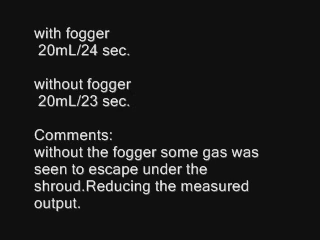 with fogger
20mL/24 sec.
without fogger
20mL/23 sec.
Comments:
without the fogger some gas was
seen to escape under the
shroud.Reducing the measured
output.